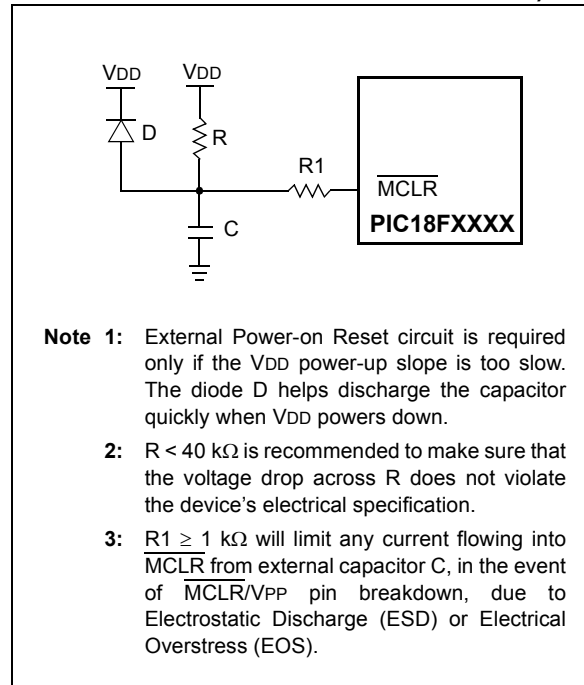 VDD VDD
D R
R1
MCLR
PIC18FXXXX
C
Note 1: External Power-on Reset circuit is required
only if the VDD power-up slope is too slow.
The diode D helps discharge the capacitor
quickly when VDD powers down.
2: R < 40 kΩ is recommended to make sure that
the voltage drop across R does not violate
the device's electrical specification.
3: R1 ≥ 1 kΩ will limit any current flowing into
MCLR from external capacitor C, in the event
of MCLR/VPP pin breakdown, due to
Electrostatic Discharge (ESD) or Electrical
Overstress (EOS).